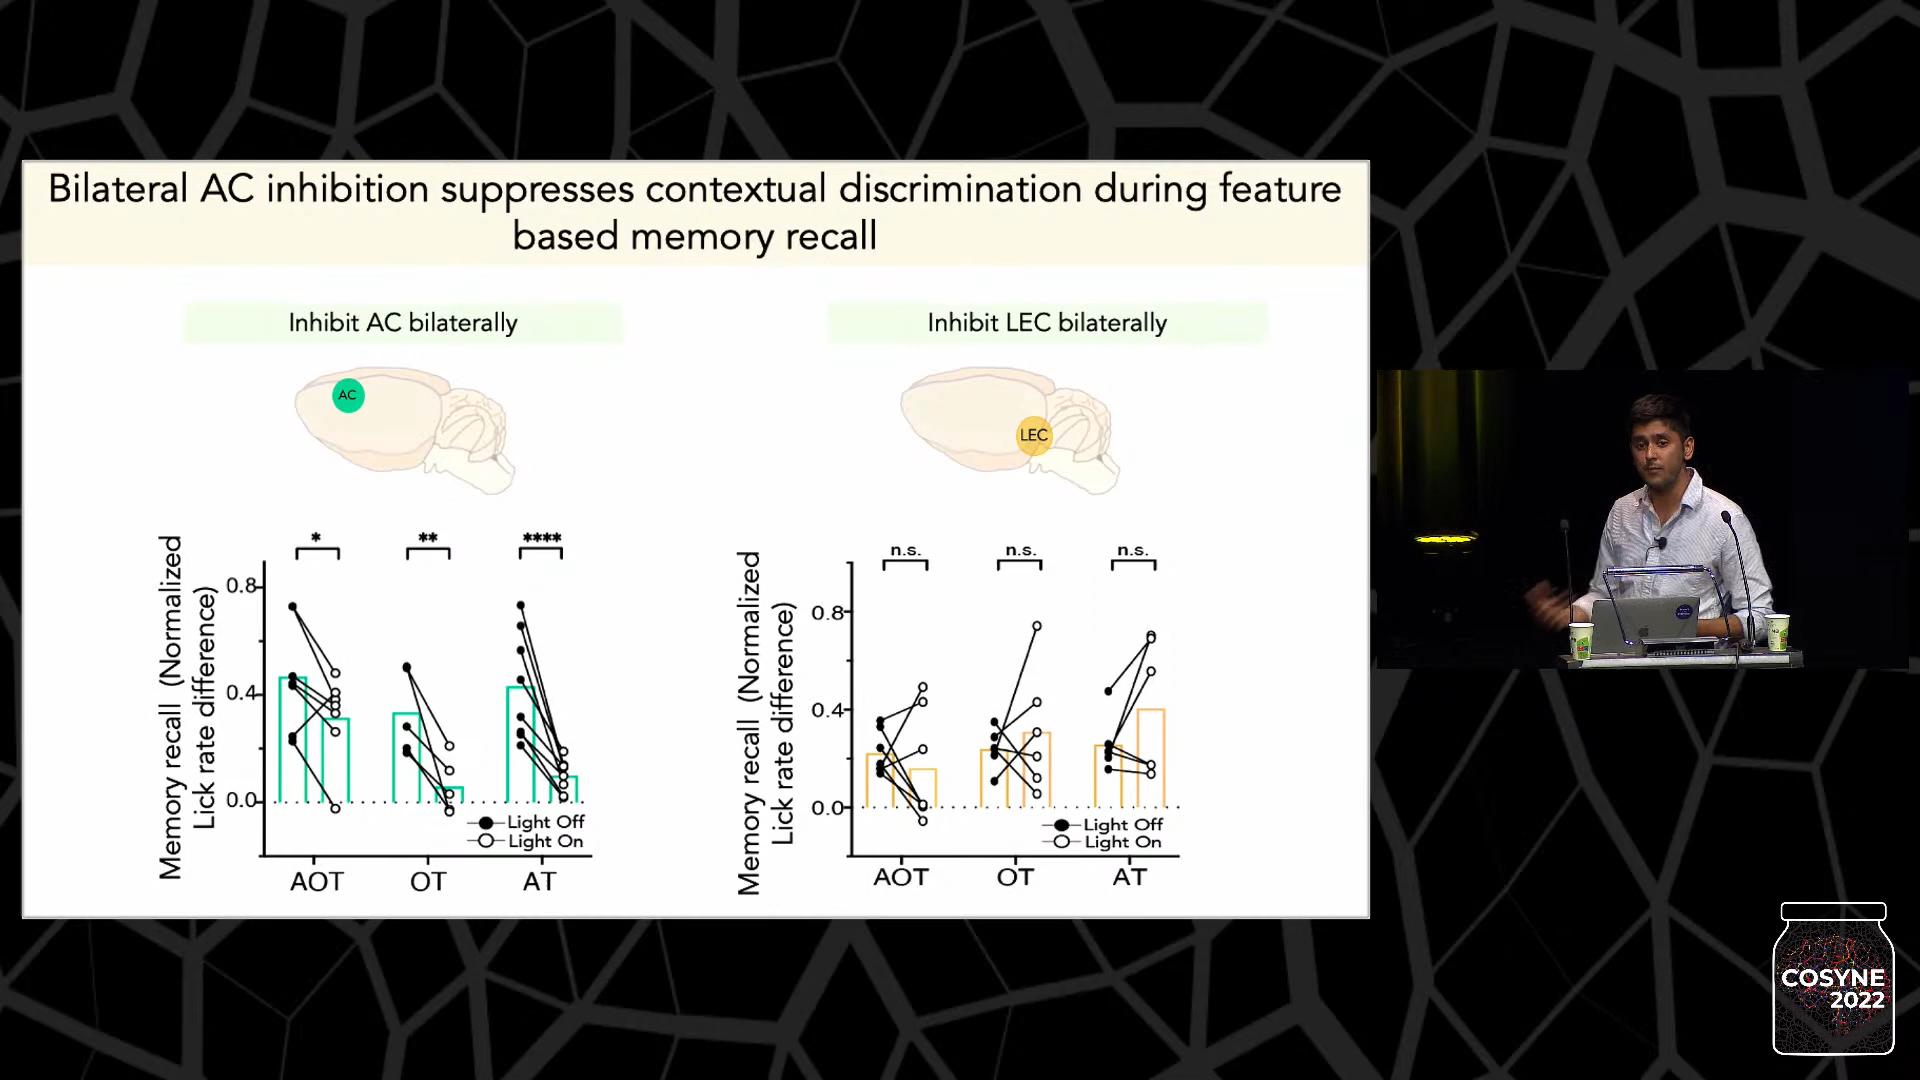 Bilateral AC inhibition suppresses contextual discrimination during feature
based memory recall
Inhibit AC bilaterally
AC
Memory recall (Normalized
Lick rate difference)
0.8
0.4
0.0
*
**
****
Light Off
Light On
AOT
OT
AT
Inhibit LEC bilaterally
LEC
Memory recall (Normalized
Lick rate difference)
0.8
0.4
0.0
n.s.
n.s.
n.s.
Light Off
Light On
AOT
OT
AT
COSYNE
2022